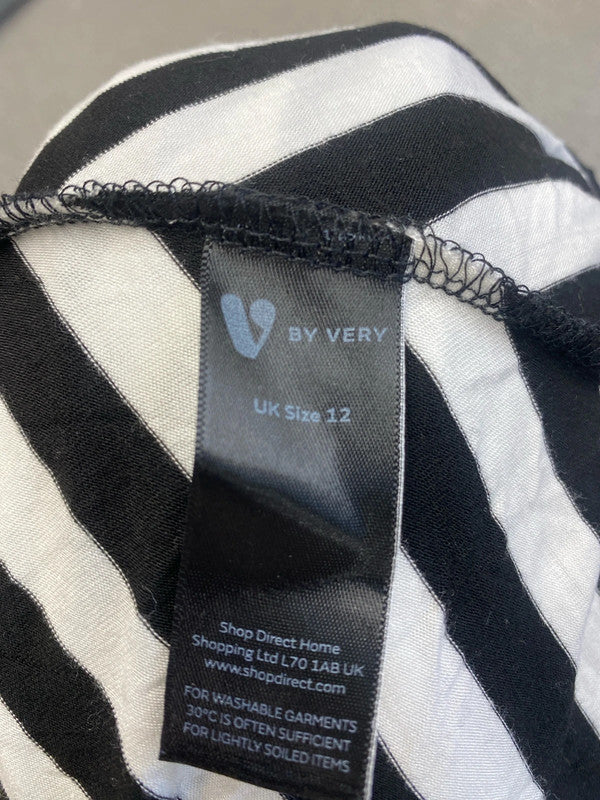 V BY VERY
UK Size 12
Shop Direct Home
Shopping Ltd L70 1AB UK
www.shopdirect.com
FOR WASHABLE GARMENTS
30°C IS OFTEN SUFFICIENT
FOR LIGHTLY SOILED ITEMS